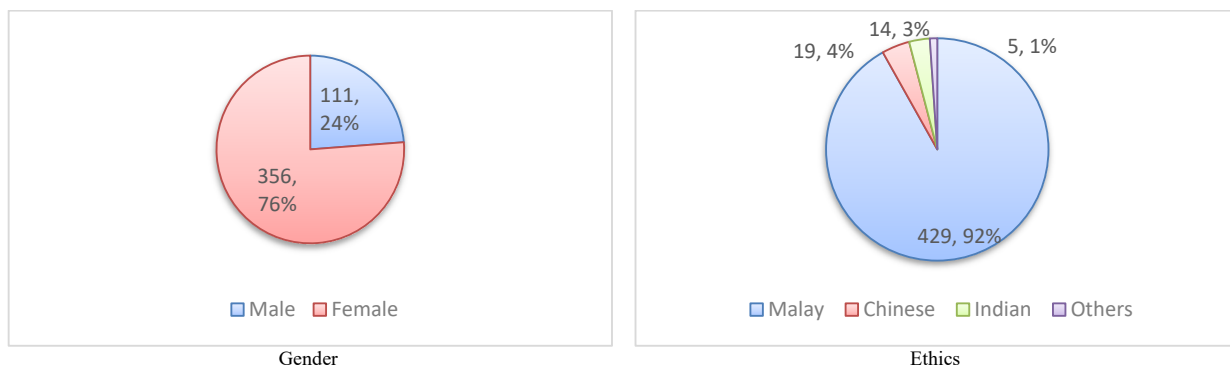 111,
24%
356,
76%
Male Female
Gender
14, 3%
19, 4%
5, 1%
429, 92%
Malay Chinese Indian Others
Ethics